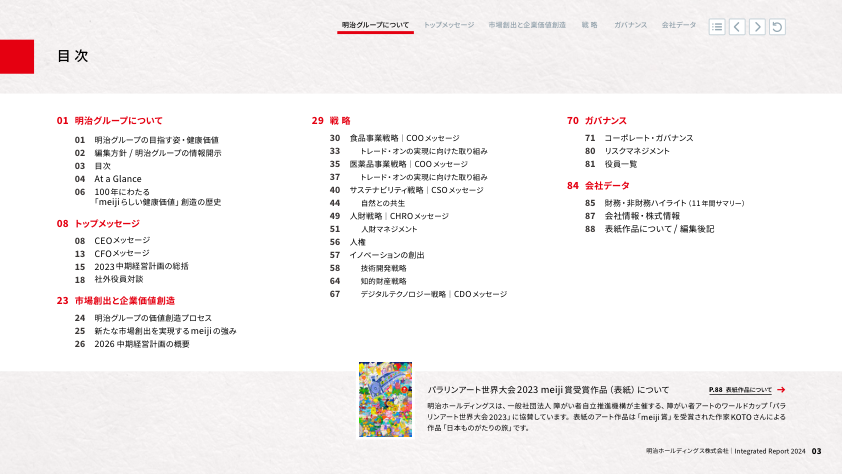 明治グループについて トップメッセージ 市場創出と企業価値創造 戦略 ガバナンス 会社データ
目次
01 明治グループについて
01 明治グループの目指す姿・健康価値
02 編集方針 / 明治グループの情報開示
03 目次
04 At a Glance
06 100年にわたる
「meijiらしい健康価値」創造の歴史
08 トップメッセージ
08 CEOメッセージ
13 CFOメッセージ
15 2023中期経営計画の総括
18 社外役員対談
23 市場創出と企業価値創造
24 明治グループの価値創造プロセス
25 新たな市場創出を実現するmeijiの強み
26 2026 中期経営計画の概要
29 戦略
30 食品事業戦略｜COOメッセージ
33 トレード・オンの実現に向けた取り組み
35 医薬品事業戦略｜COOメッセージ
37 トレード・オンの実現に向けた取り組み
40 サステナビリティ戦略｜CSOメッセージ
44 自然との共生
49 人財戦略｜CHROメッセージ
51 人財マネジメント
56 人権
57 イノベーションの創出
58 技術開発戦略
64 知的財産戦略
67 デジタルテクノロジー戦略｜CDOメッセージ
70 ガバナンス
71 コーポレート・ガバナンス
80 リスクマネジメント
81 役員一覧
84 会社データ
85 財務・非財務ハイライト（11年間サマリー）
87 会社情報・株式情報
88 表紙作品について / 編集後記
パラリンアート世界大会2023 meiji賞受賞作品（表紙）について P.88 表紙作品について
明治ホールディングスは、一般社団法人 障がい者自立推進機構が主催する、障がい者アートのワールドカップ「パラ
リンアート世界大会2023」に協賛しています。表紙のアート作品は「meiji賞」を受賞された作家KOTOさんによる
作品「日本ものがたりの旅」です。
明治ホールディングス株式会社｜Integrated Report 2024 03